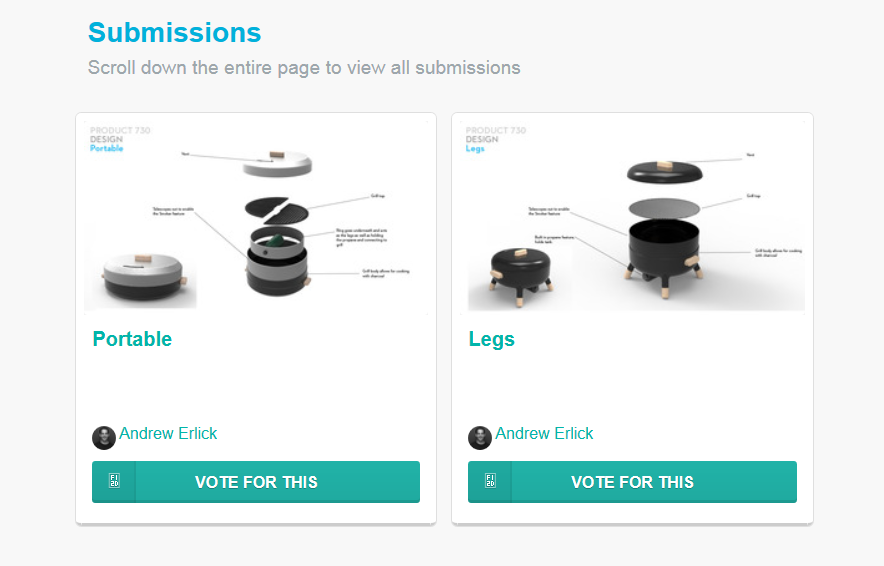 Submissions
Scroll down the entire page to view all submissions
PRODUCT 730
DESIGN
Portable
Vent
Grill top
Telescopes out to enable
the Smoker feature
Ring goes underneath and acts
as the legs as well as holding
the propane and connecting to
grill
Grill body allows for cooking
with charcoal
Portable
Andrew Erlick
VOTE FOR THIS
PRODUCT 730
DESIGN
Legs
Vent
Grill top
Telescopes out to enable
the Smoker feature
Built in propane feature
holds tank
Grill body allows for cooking
with charcoal
Legs
Andrew Erlick
VOTE FOR THIS